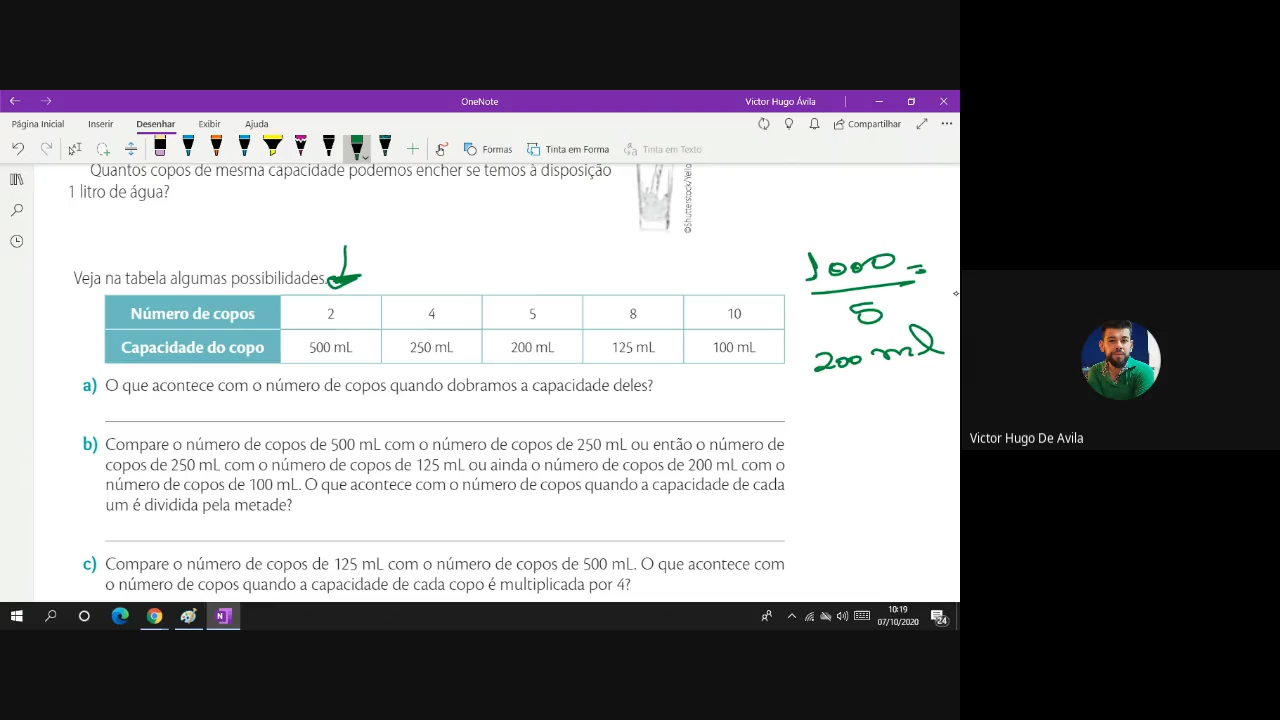 OneNote
Victor Hugo Ávila
Página Inicial Inserir Desenhar Exibir Ajuda
Compartilhar
Formas Tinta em Forma Tinta em Texto
Quantos copos de mesma capacidade podemos encher se temos à disposição
1 litro de água?
©Shutterstock/Yello
Veja na tabela algumas possibilidades.
Número de copos 2 4 5 8 10
Capacidade do copo 500 mL 250 mL 200 mL 125 mL 100 mL
1000 =
5
200 ml
a) O que acontece com o número de copos quando dobramos a capacidade deles?
b) Compare o número de copos de 500 mL com o número de copos de 250 mL ou então o número de
copos de 250 mL com o número de copos de 125 mL ou ainda o número de copos de 200 mL com o
número de copos de 100 mL. O que acontece com o número de copos quando a capacidade de cada
um é dividida pela metade?
c) Compare o número de copos de 125 mL com o número de copos de 500 mL. O que acontece com
o número de copos quando a capacidade de cada copo é multiplicada por 4?
Victor Hugo De Avila
10:19
07/10/2020
24